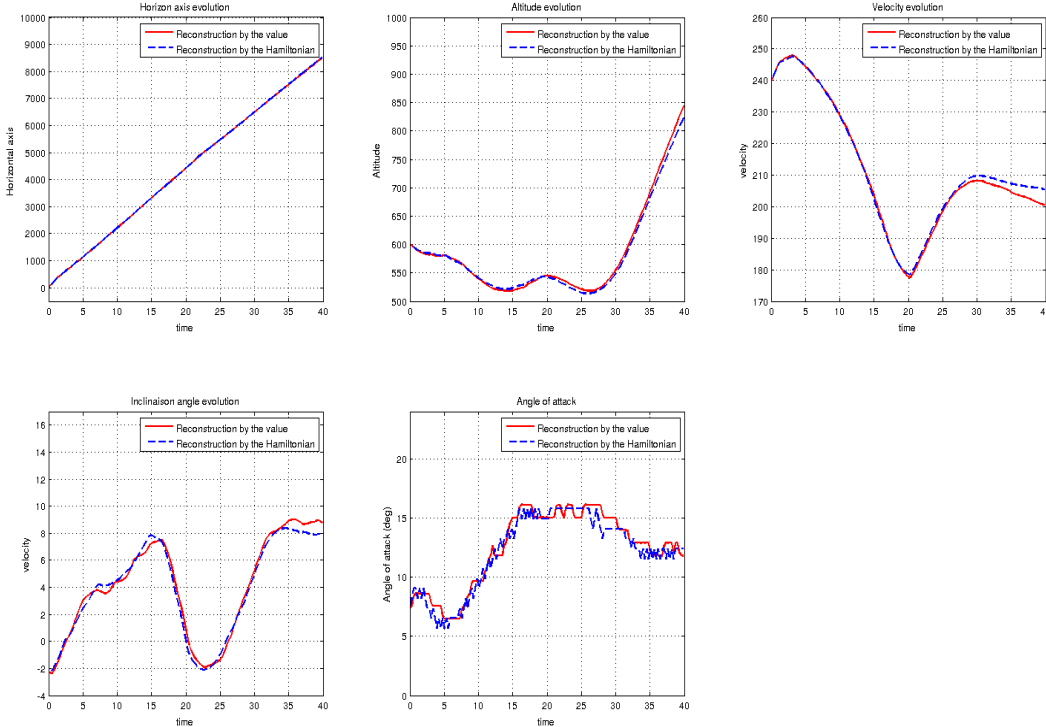 Horizon axis evolution
10000
9000
8000
7000
6000
5000
4000
3000
2000
1000
0
Horizontal axis
Reconstruction by the value
Reconstruction by the Hamiltonian
0 5 10 15 20 25 30 35 40
time
Altitude evolution
1000
950
900
850
800
750
700
650
600
550
500
Altitude
Reconstruction by the value
Reconstruction by the Hamiltonian
0 5 10 15 20 25 30 35 40
time
Velocity evolution
260
250
240
230
220
210
200
190
180
170
velocity
Reconstruction by the value
Reconstruction by the Hamiltonian
0 5 10 15 20 25 30 35 40
time
Inclinaison angle evolution
16
14
12
10
8
6
4
2
0
-2
-4
velocity
Reconstruction by the value
Reconstruction by the Hamiltonian
0 5 10 15 20 25 30 35 40
time
Angle of attack
20
15
10
5
0
Angle of attack (deg)
Reconstruction by the value
Reconstruction by the Hamiltonian
0 5 10 15 20 25 30 35 40
time